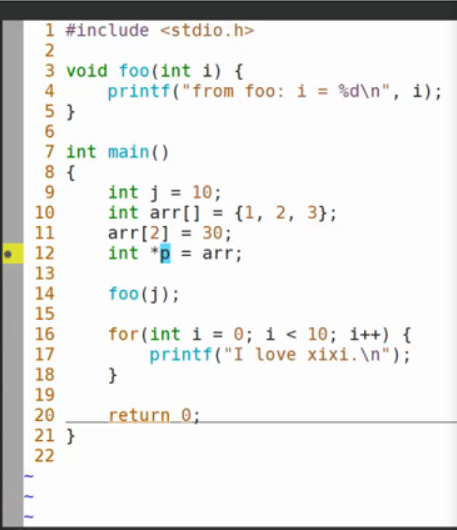 1 #include <stdio.h>
2
3 void foo(int i) {
4     printf("from foo: i = %d\n", i);
5 }
6
7 int main()
8 {
9     int j = 10;
10     int arr[] = {1, 2, 3};
11     arr[2] = 30;
12     int *p = arr;
13
14     foo(j);
15
16     for(int i = 0; i < 10; i++) {
17         printf("I love xixi.\n");
18     }
19
20     return 0;
21 }
22
~
~
~